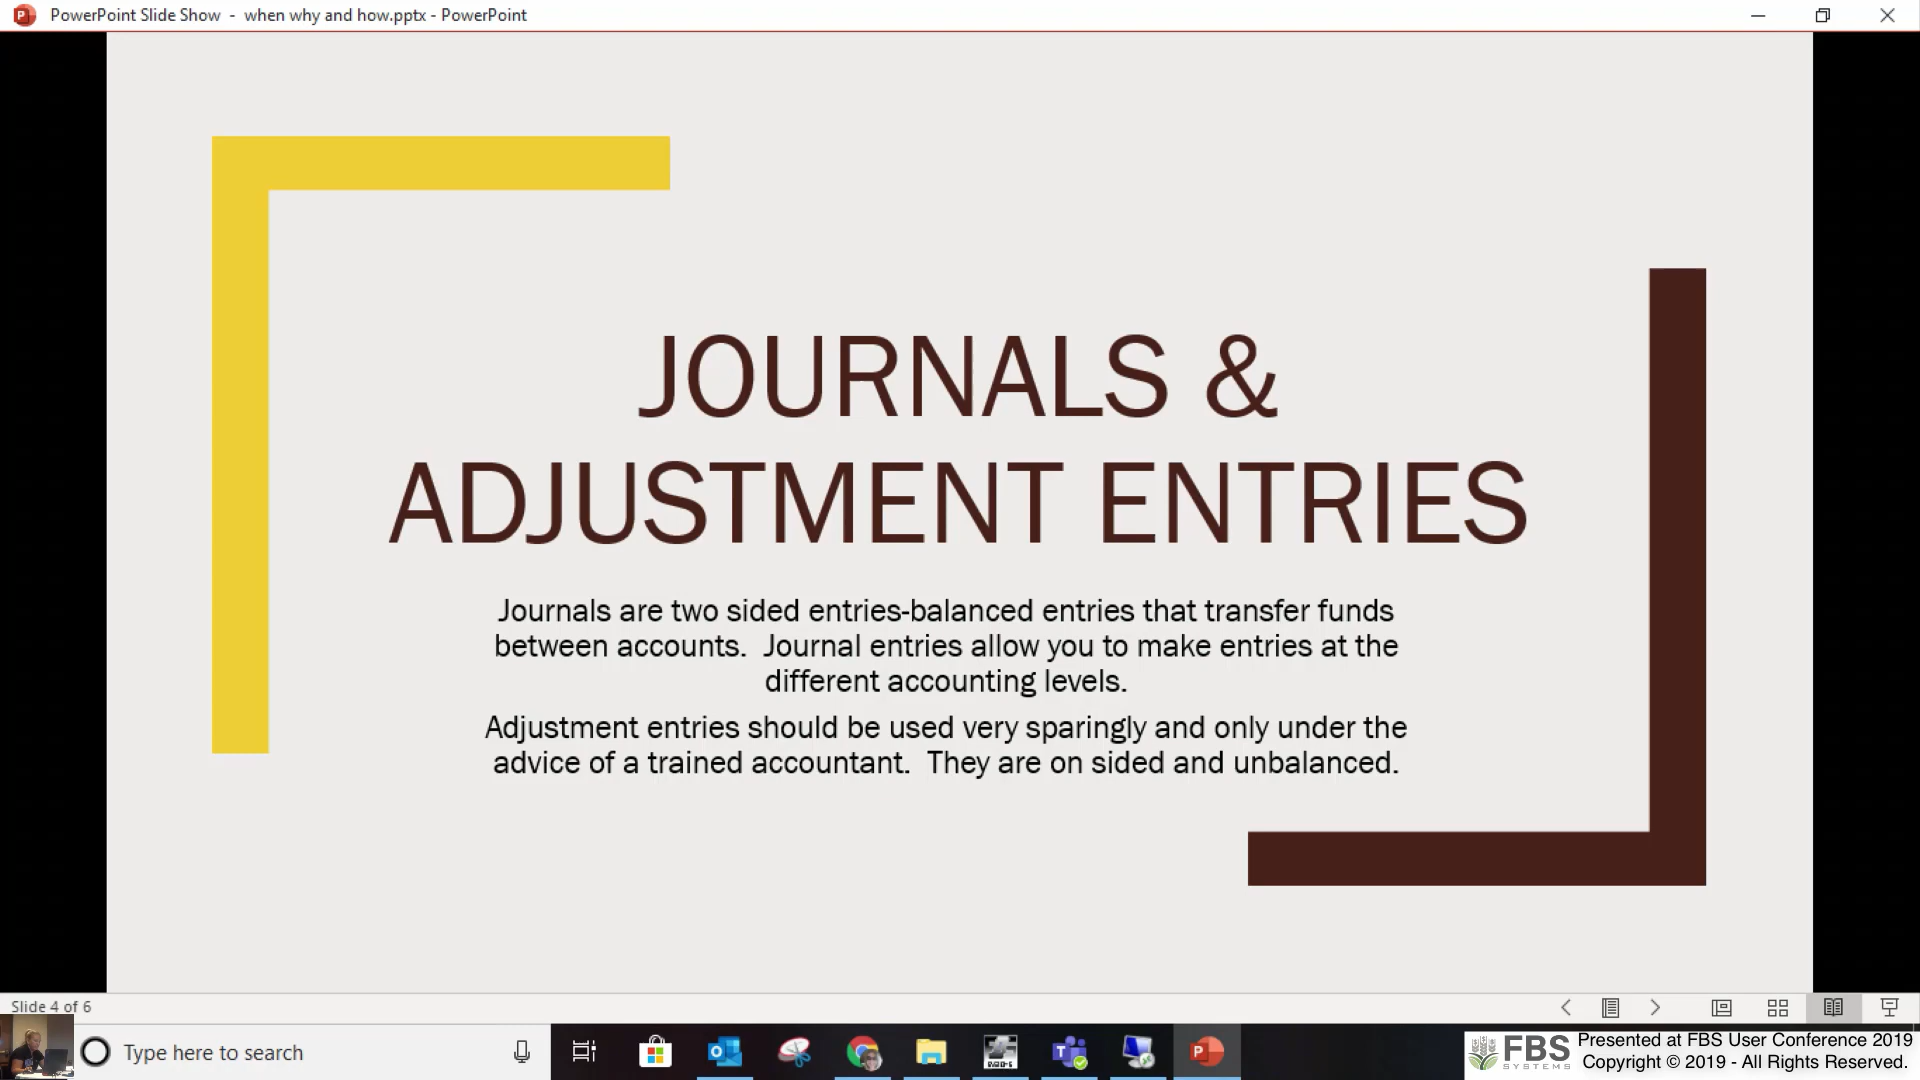 PowerPoint Slide Show - when why and how.pptx - PowerPoint
JOURNALS &
ADJUSTMENT ENTRIES
Journals are two sided entries-balanced entries that transfer funds
between accounts. Journal entries allow you to make entries at the
different accounting levels.
Adjustment entries should be used very sparingly and only under the
advice of a trained accountant. They are on sided and unbalanced.
Slide 4 of 6
Type here to search
FBS
SYSTEMS
Presented at FBS User Conference 2019
Copyright © 2019 - All Rights Reserved.